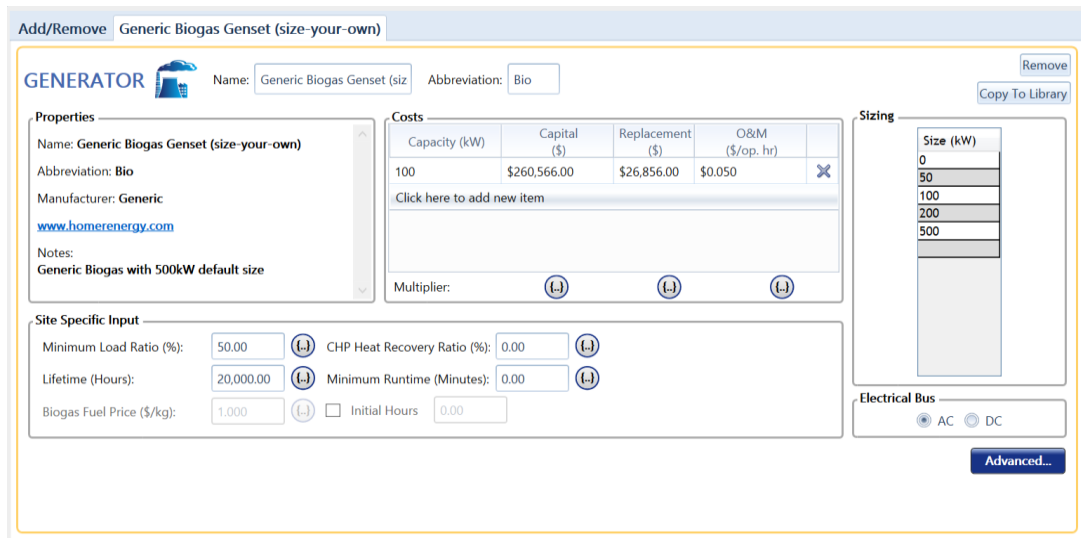 Add/Remove Generic Biogas Genset (size-your-own)
Remove
GENERATOR Name: Generic Biogas Genset (siz Abbreviation: Bio
Copy To Library
Properties
Name: Generic Biogas Genset (size-your-own)
Abbreviation: Bio
Manufacturer: Generic
www.homerenergy.com
Notes:
Generic Biogas with 500kW default size
Costs
Capacity (kW) Capital ($) Replacement ($) O&M ($/op. hr)
100 $260,566.00 $26,856.00 $0.050
Click here to add new item
Multiplier: {..} {..} {..}
Sizing
Size (kW)
0
50
100
200
500
Site Specific Input
Minimum Load Ratio (%): 50.00 {..} CHP Heat Recovery Ratio (%): 0.00 {..}
Lifetime (Hours): 20,000.00 {..} Minimum Runtime (Minutes): 0.00 {..}
Biogas Fuel Price ($/kg): 1.000 {..} Initial Hours 0.00
Electrical Bus
AC DC
Advanced...